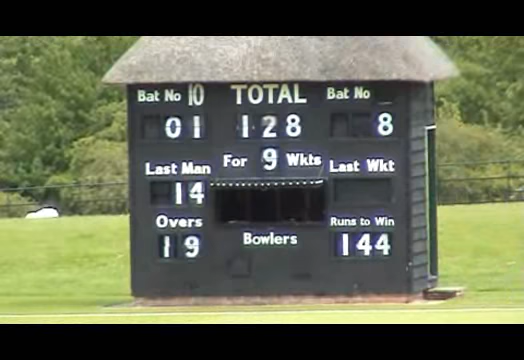 Bat No 10 TOTAL Bat No
01 128 8
For 9 Wkts
Last Man Last Wkt
14
Overs Runs to Win
19 Bowlers 144